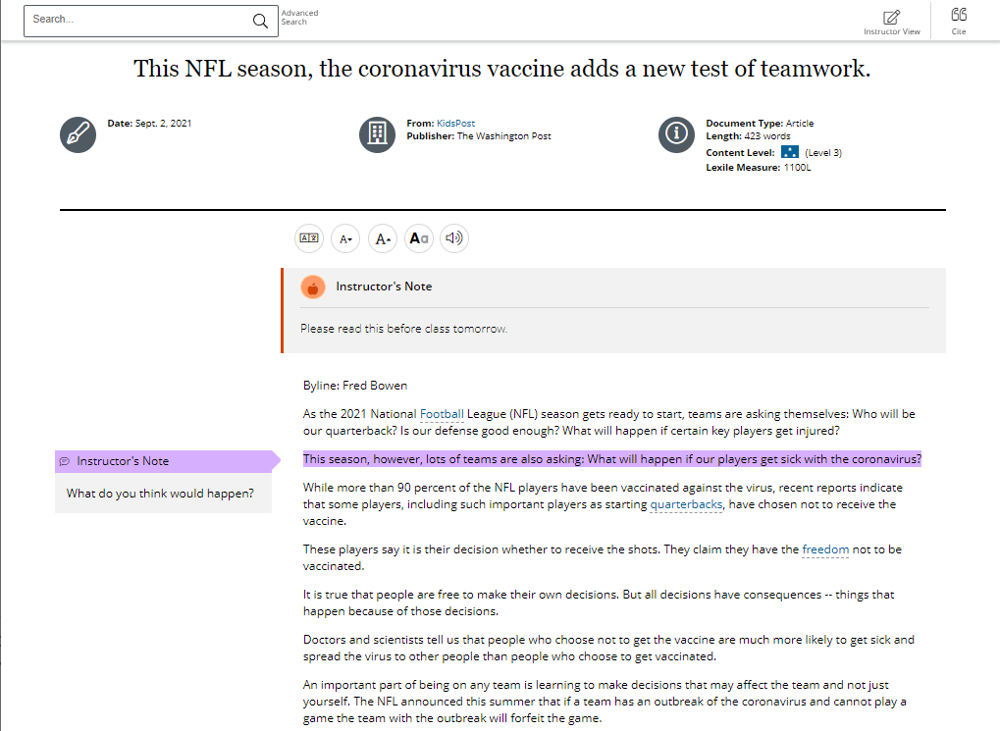 Search...
Advanced
Search
Instructor View
Cite
This NFL season, the coronavirus vaccine adds a new test of teamwork.
Date: Sept. 2, 2021
From: KidsPost
Publisher: The Washington Post
Document Type: Article
Length: 423 words
Content Level: (Level 3)
Lexile Measure: 1100L
A
A
Aa
Instructor's Note
Please read this before class tomorrow.
Byline: Fred Bowen
As the 2021 National Football League (NFL) season gets ready to start, teams are asking themselves: Who will be
our quarterback? Is our defense good enough? What will happen if certain key players get injured?
Instructor's Note
What do you think would happen?
This season, however, lots of teams are also asking: What will happen if our players get sick with the coronavirus?
While more than 90 percent of the NFL players have been vaccinated against the virus, recent reports indicate
that some players, including such important players as starting quarterbacks, have chosen not to receive the
vaccine.
These players say it is their decision whether to receive the shots. They claim they have the freedom not to be
vaccinated.
It is true that people are free to make their own decisions. But all decisions have consequences -- things that
happen because of those decisions.
Doctors and scientists tell us that people who choose not to get the vaccine are much more likely to get sick and
spread the virus to other people than people who choose to get vaccinated.
An important part of being on any team is learning to make decisions that may affect the team and not just
yourself. The NFL announced this summer that if a team has an outbreak of the coronavirus and cannot play a
game the team with the outbreak will forfeit the game.